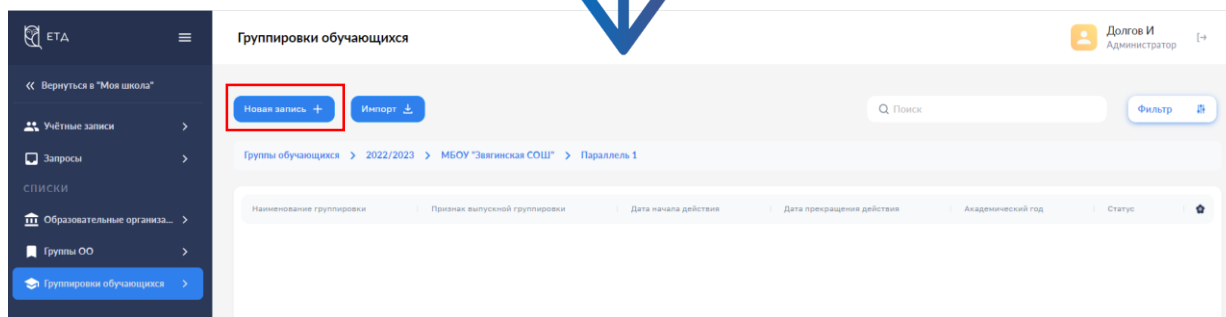 ЕТД
Группировки обучающихся
Долгов И
Администратор
Вернуться в "Моя школа"
Новая запись +
Импорт
Поиск
Фильтр
Учётные записи
Группы обучающихся > 2022/2023 > МБОУ "Звягинская СОШ" > Параллель 1
Запросы
СПИСКИ
Наименование группировки
Признак выпускной группировки
Дата начала действия
Дата прекращения действия
Академический год
Статус
Образовательные организа...
Группы ОО
Группировки обучающихся